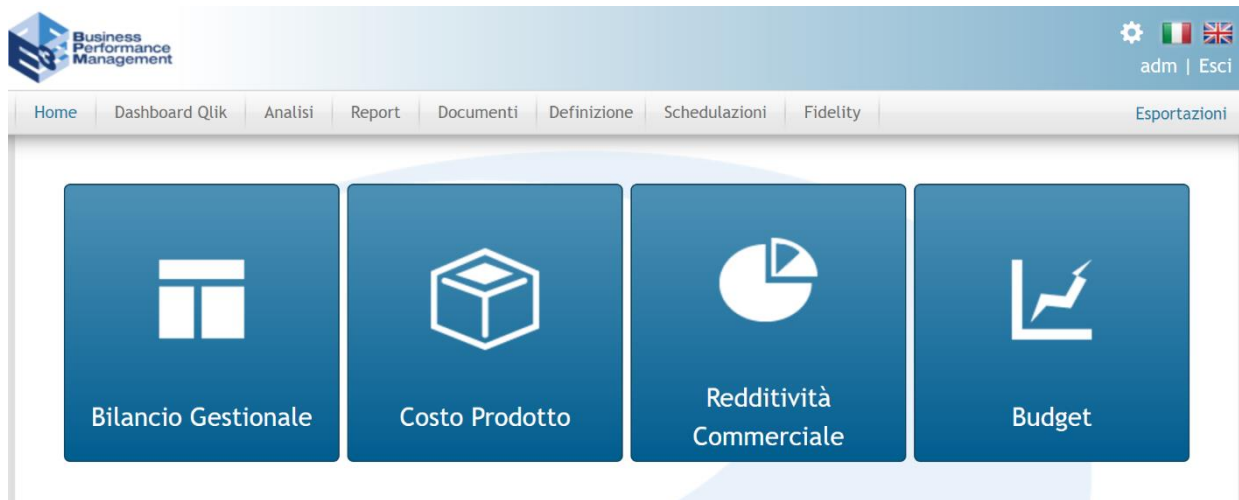 Business
Performance
Management
adm | Esci
Home Dashboard Qlik Analisi Report Documenti Definizione Schedulazioni Fidelity Esportazioni
Bilancio Gestionale
Costo Prodotto
Redditività
Commerciale
Budget